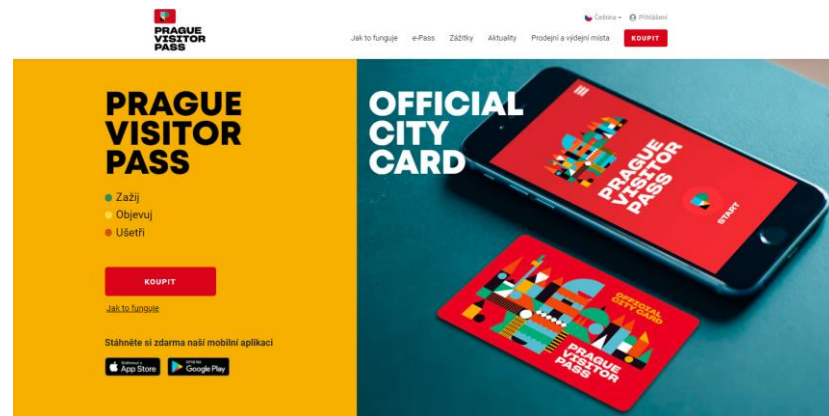 PRAGUE
VISITOR
PASS
Čeština
Přihlášení
Jak to funguje
e-Pass
Zážitky
Aktuality
Prodejní a výdejní místa
KOUPIT
PRAGUE
VISITOR
PASS
Zažij
Objevuj
Ušetři
KOUPIT
Jak to funguje
Stáhněte si zdarma naší mobilní aplikaci
App Store
Google Play
OFFICIAL
CITY
CARD
PRAGUE
VISITOR
PASS
START
OFFICIAL
CITY CARD
PRAGUE
VISITOR
PASS